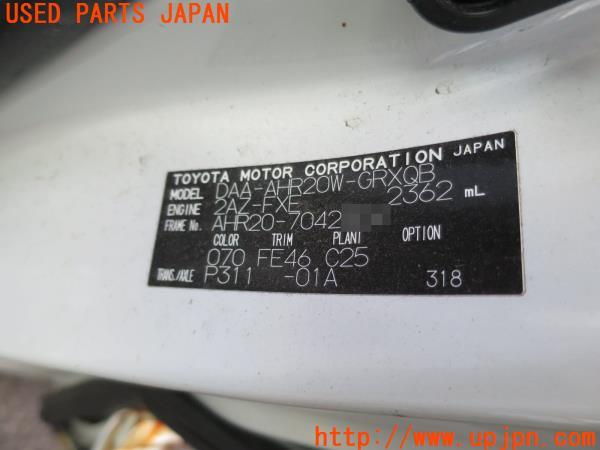 USED PARTS JAPAN
TOYOTA MOTOR CORPORATION JAPAN
MODEL DAA-AHR20W-GRXQB
ENGINE 2AZ-FXE 2362 mL
FRAME No. AHR20-7042
COLOR TRIM PLANT OPTION
070 FE46 C25
TRANS./AXLE P311 -01A 318
http://www.upjpn.com